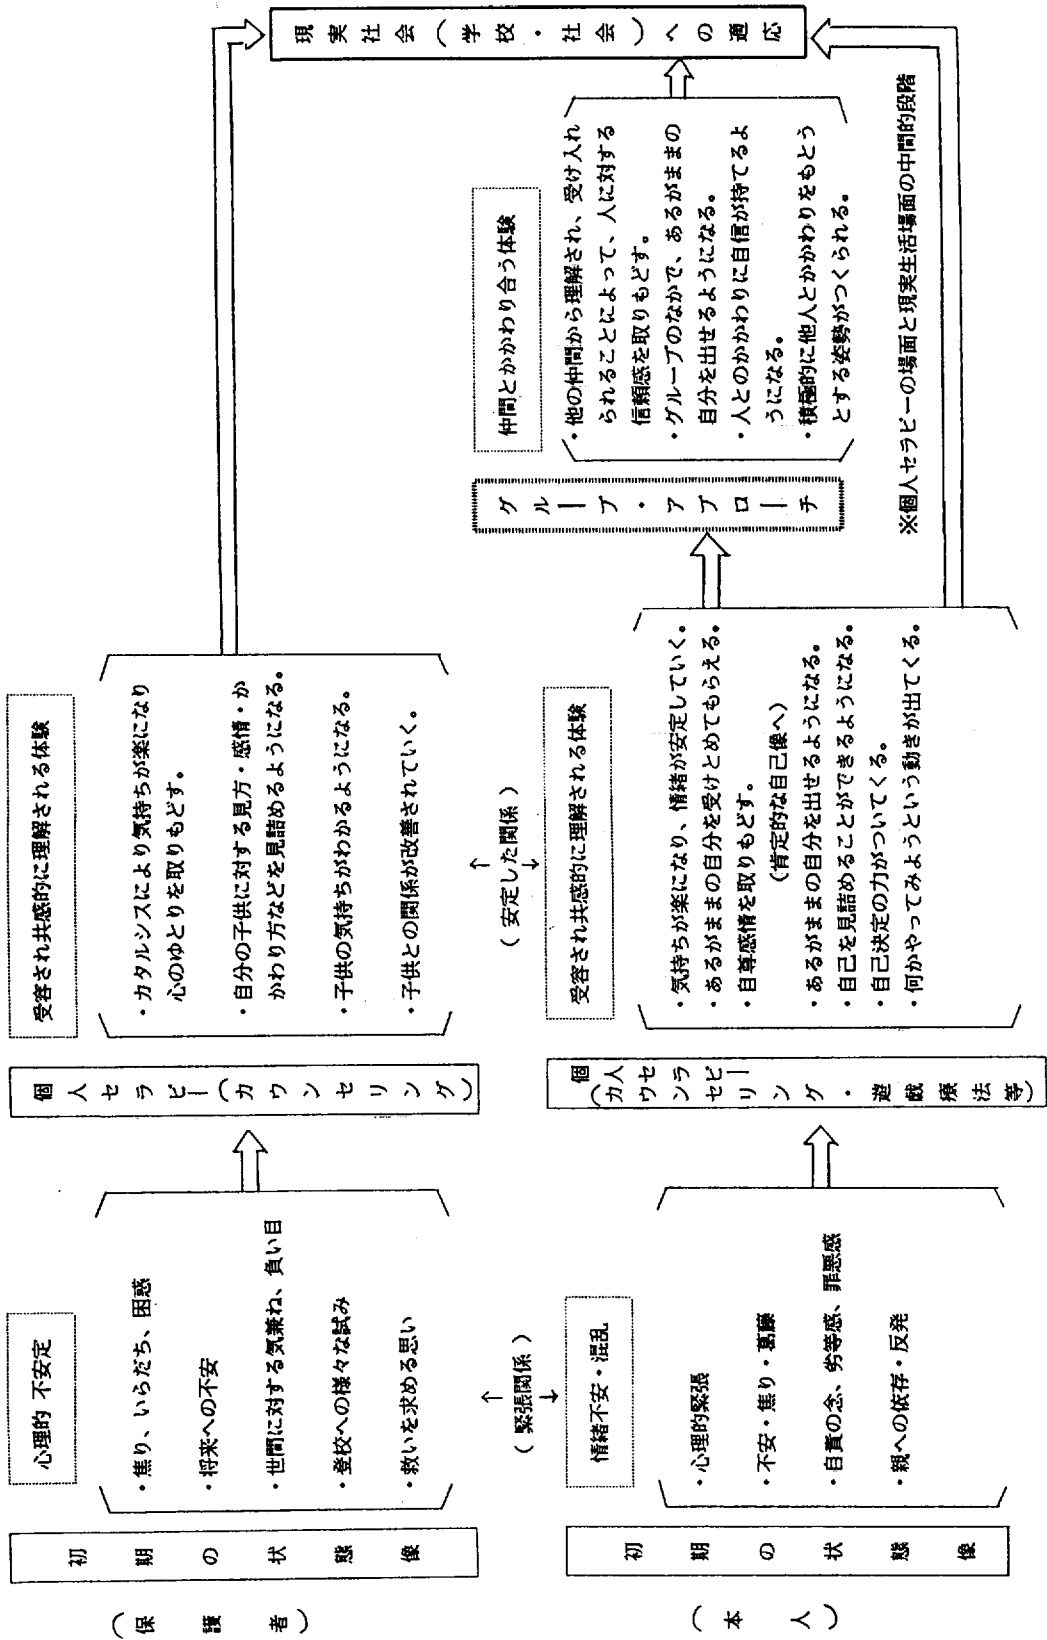 （保護者）
初期の状態像
心理的 不安定
・焦り、いらだち、困惑
・将来への不安
・世間に対する気兼ね、負い目
・登校への様々な試み
・救いを求める思い
個人セラピー（カウンセリング）
受容され共感的に理解される体験
・カタルシスにより気持ちが楽になり
心のゆとりを取りもどす。
・自分の子供に対する見方・感情・か
かわり方などを見詰めるようになる。
・子供の気持ちがわかるようになる。
・子供との関係が改善されていく。
↑
（緊張関係）
↓
↑
（安定した関係）
↓
（本人）
初期の状態像
情緒不安・混乱
・心理的緊張
・不安・焦り・葛藤
・自責の念、劣等感、罪悪感
・親への依存・反発
個人セラピー
（カウンセリング・遊戯療法等）
受容され共感的に理解される体験
・気持ちが楽になり、情緒が安定していく。
・あるがままの自分を受けとめてもらえる。
・自尊感情を取りもどす。
（肯定的な自己像へ）
・あるがままの自分を出せるようになる。
・自己を見詰めることができるようになる。
・自己決定の力がついてくる。
・何かやってみようという動きが出てくる。
グループ・アプローチ
仲間とかかわり合う体験
・他の仲間から理解され、受け入れ
られることによって、人に対する
信頼感を取りもどす。
・グループのなかで、あるがままの
自分を出せるようになる。
・人とのかかわりに自信が持てるよ
うになる。
・積極的に他人とかかわりをもとう
とする姿勢がつくられる。
※個人セラピーの場面と現実生活場面の中間的段階
現実社会（学校・社会）への適応